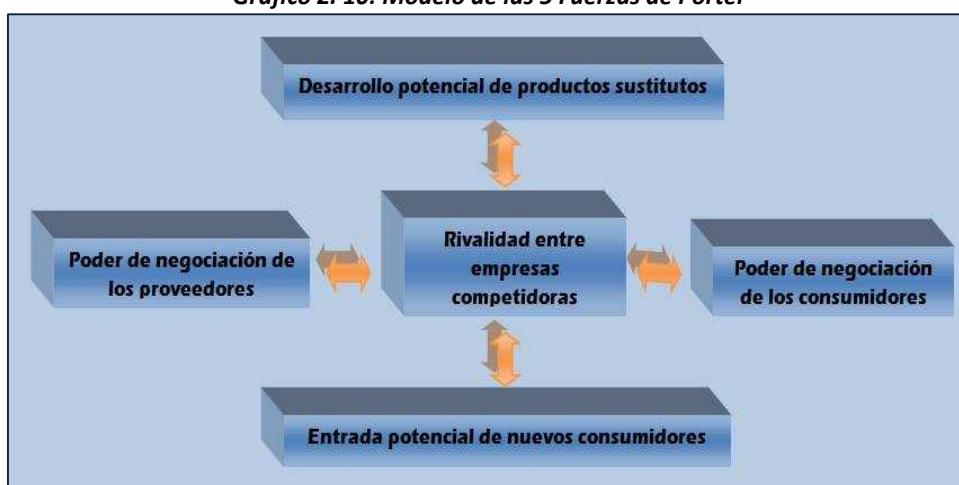 Gráfico 2. 10: Modelo de las 5 Fuerzas de Porter
Desarrollo potencial de productos sustitutos
Poder de negociación de
los proveedores
Rivalidad entre
empresas
competidoras
Poder de negociación
de los consumidores
Entrada potencial de nuevos consumidores